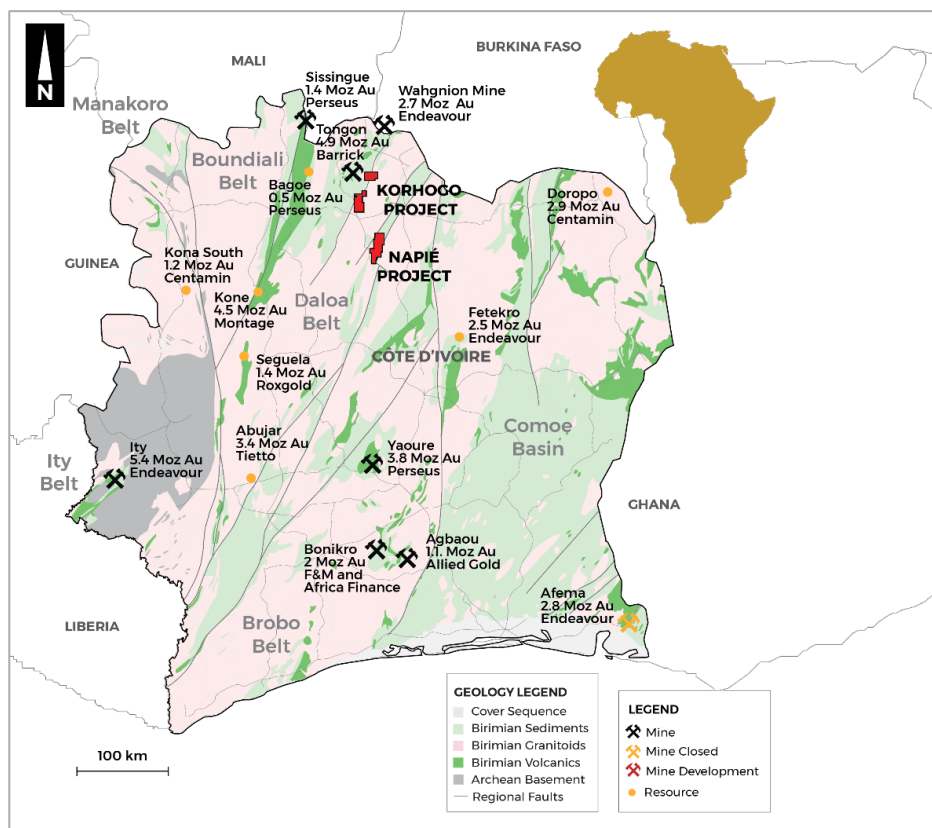 MALI
BURKINA FASO
N
Manakoro
Belt
Sissingue
1.4 Moz Au
Perseus
Wahgnion Mine
2.7 Moz Au
Endeavour
Tongon
4.9 Moz Au
Barrick
Boundiali
Belt
Bagoe
0.5 Moz Au
Perseus
KORHOGO
PROJECT
Doropo
2.9 Moz Au
Centamin
NAPIÉ
PROJECT
GUINEA
Kona South
1.2 Moz Au
Centamin
Kone
4.5 Moz Au
Montage
Daloa
Belt
Fetekro
2.5 Moz Au
Endeavour
CÔTE D'IVOIRE
Seguela
1.4 Moz Au
Roxgold
Comoe
Basin
Abujar
3.4 Moz Au
Tietto
Ity
5.4 Moz Au
Endeavour
Ity
Belt
Yaoure
3.8 Moz Au
Perseus
GHANA
Bonikro
2 Moz Au
F&M and
Africa Finance
Agbaou
1.1. Moz Au
Allied Gold
Afema
2.8 Moz Au
Endeavour
LIBERIA
Brobo
Belt
100 km
GEOLOGY LEGEND
Cover Sequence
Birimian Sediments
Birimian Granitoids
Birimian Volcanics
Archean Basement
Regional Faults
LEGEND
Mine
Mine Closed
Mine Development
Resource